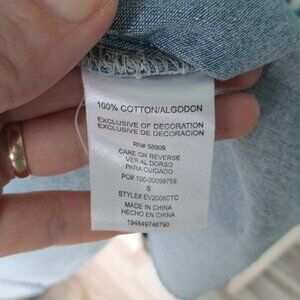 100% COTTON/ALGODON
EXCLUSIVE OF DECORATION
EXCLUSIVE DE DECORACION
RN# 58909
CARE ON REVERSE
VER AL DORSO
PARA CUIDADO
PO# 100-00099759
S
STYLE# EV2006CTC
MADE IN CHINA
HECHO EN CHINA
194849746790